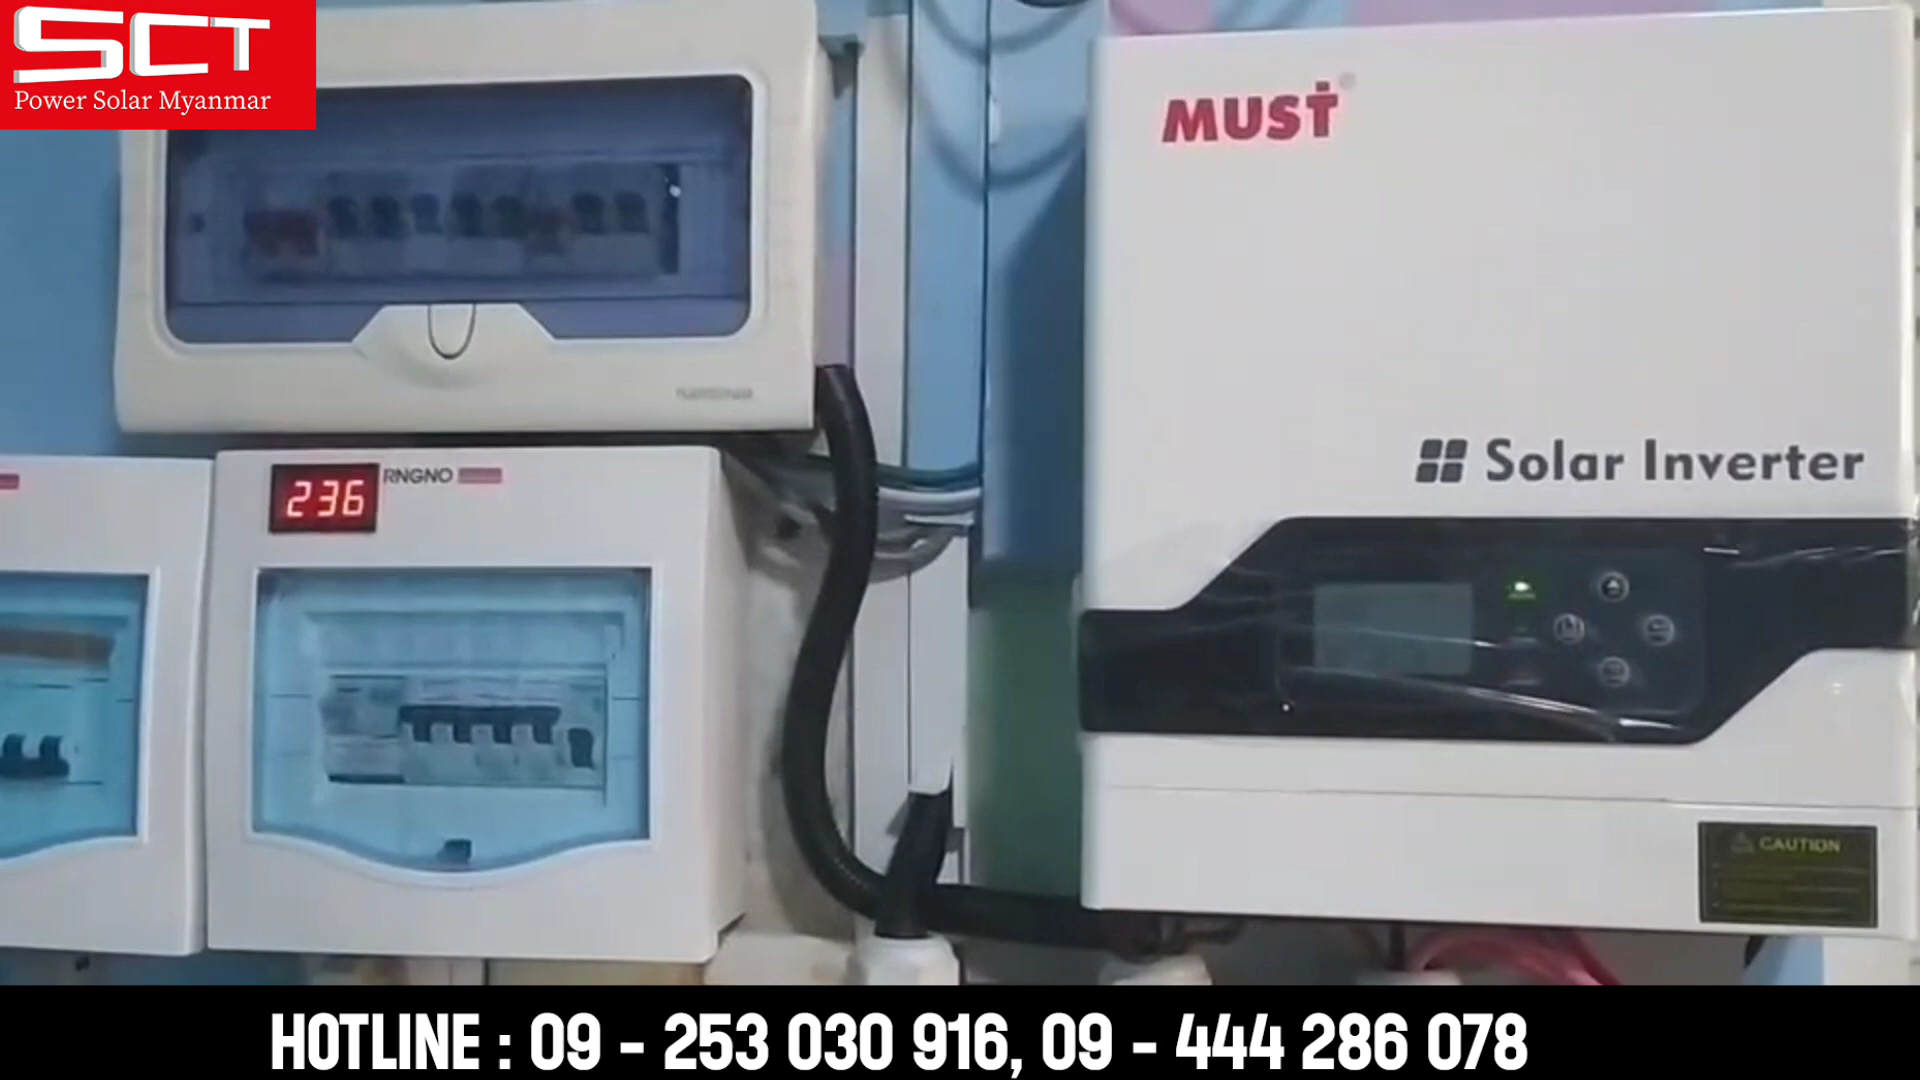 SCT
Power Solar Myanmar
MUST
236
RNGNO
Solar Inverter
CAUTION
HOTLINE : 09 - 253 030 916, 09 - 444 286 078